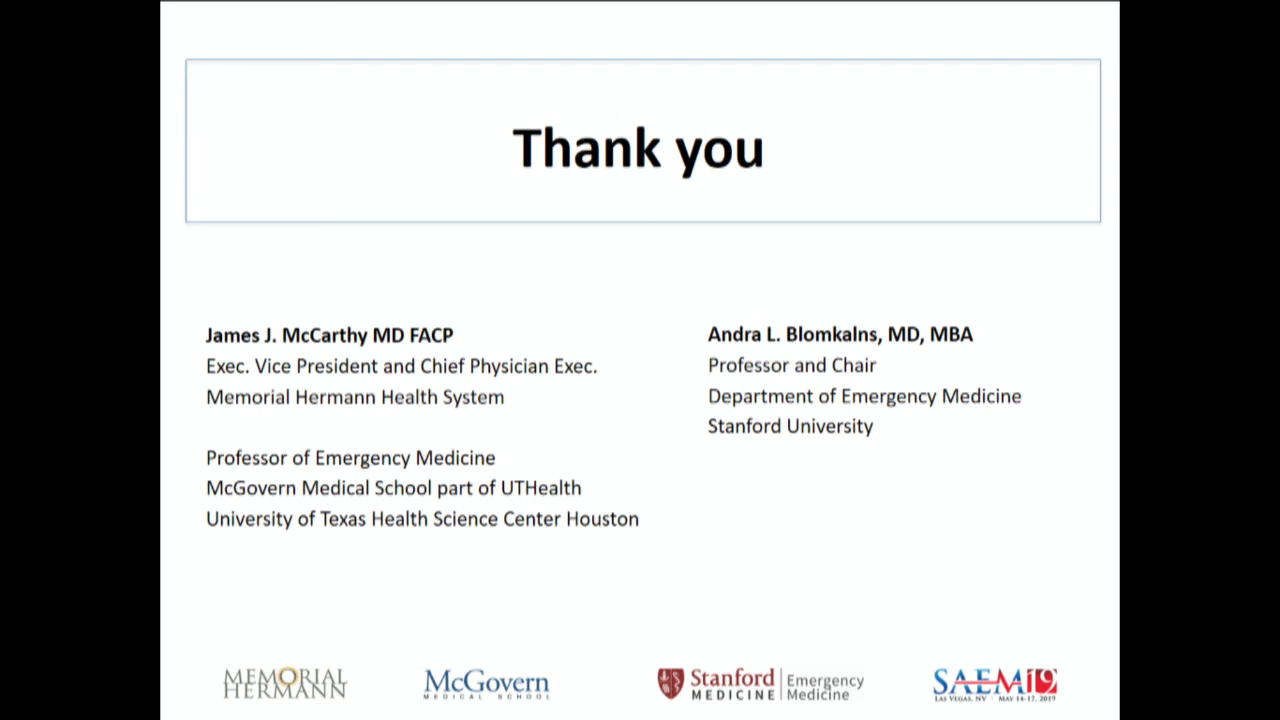 Thank you
James J. McCarthy MD FACP
Exec. Vice President and Chief Physician Exec.
Memorial Hermann Health System
Professor of Emergency Medicine
McGovern Medical School part of UTHealth
University of Texas Health Science Center Houston
Andra L. Blomkalns, MD, MBA
Professor and Chair
Department of Emergency Medicine
Stanford University
MEMORIAL
HERMANN
McGovern
MEDICAL SCHOOL
Stanford
MEDICINE
Emergency
Medicine
SAEM19
LAS VEGAS, NV · MAY 14-17, 2019